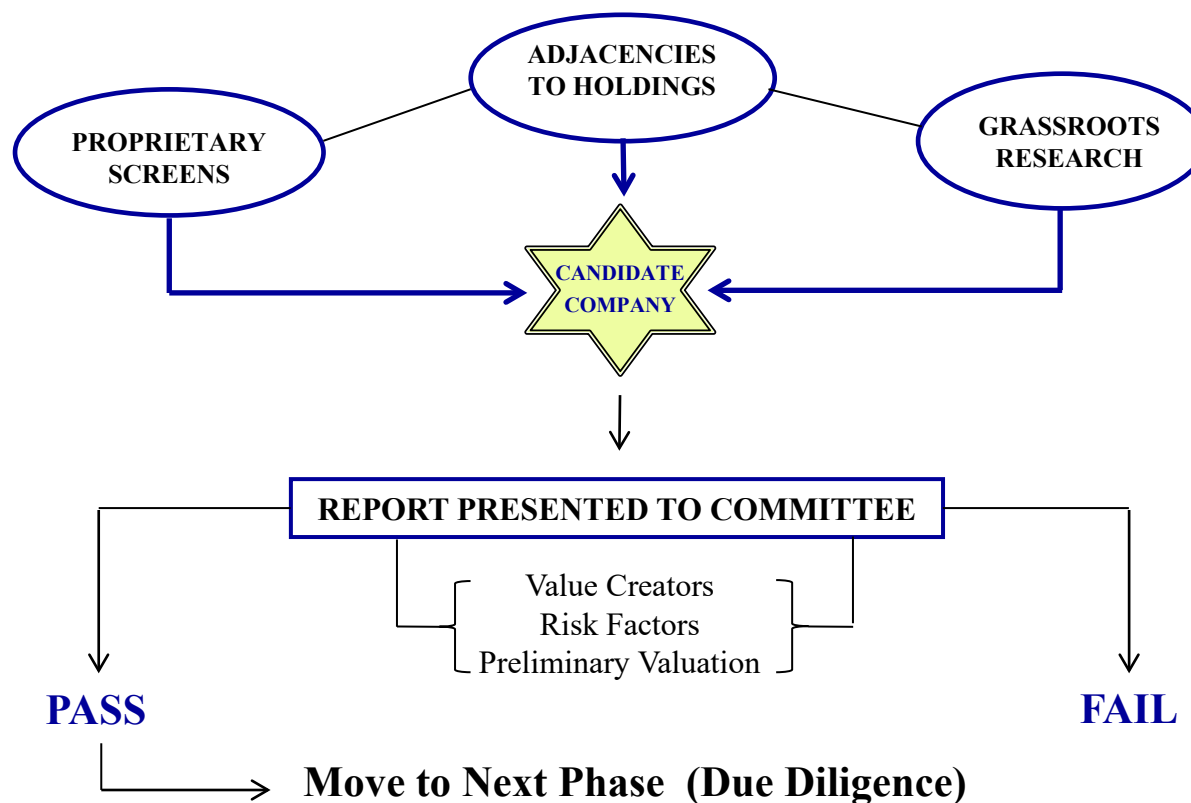 ADJACENCIES
TO HOLDINGS
PROPRIETARY
SCREENS
GRASSROOTS
RESEARCH
CANDIDATE
COMPANY
REPORT PRESENTED TO COMMITTEE
Value Creators
Risk Factors
Preliminary Valuation
PASS
FAIL
Move to Next Phase (Due Diligence)